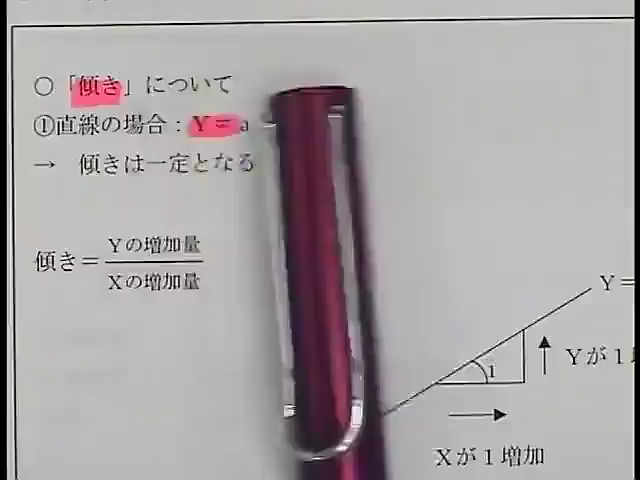 ○「傾き」について
①直線の場合：Y＝a
→　傾きは一定となる
傾き＝Yの増加量
Xの増加量
Y＝
i
Yが1
Xが1増加